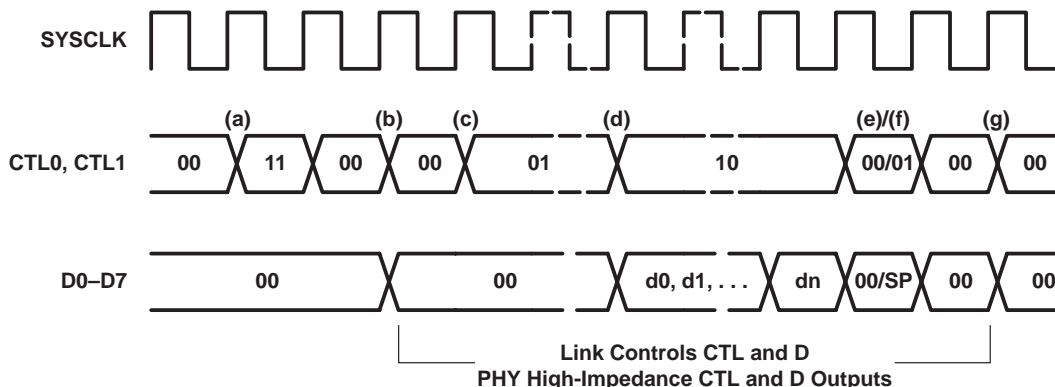 SYSCLK
(a) (b) (c) (d) (e)/(f) (g)
CTL0, CTL1 00 11 00 00 01 10 00/01 00 00
D0–D7 00 00 d0, d1, . . . dn 00/SP 00 00
Link Controls CTL and D
PHY High-Impedance CTL and D Outputs